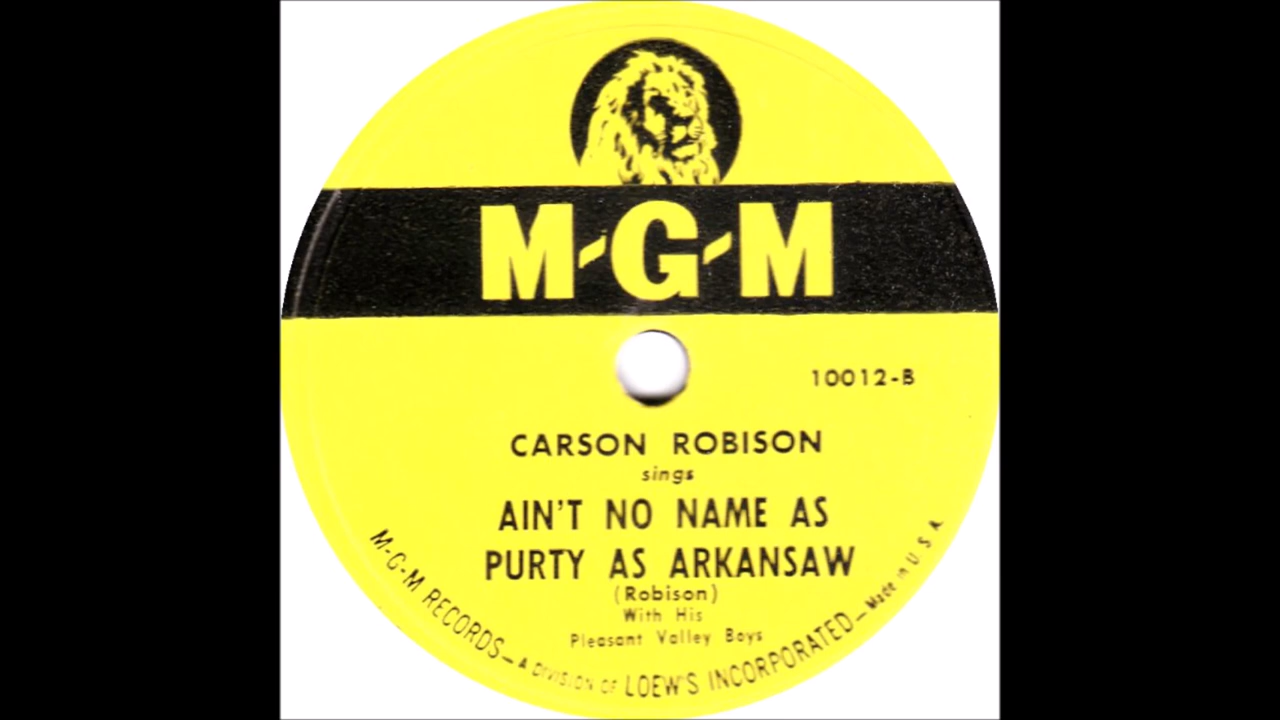 M-G-M
10012-B
CARSON ROBISON
sings
AIN'T NO NAME AS
PURTY AS ARKANSAW
(Robison)
With His
Pleasant Valley Boys
M-G-M RECORDS—A DIVISION OF LOEW'S INCORPORATED—Made in U.S.A.